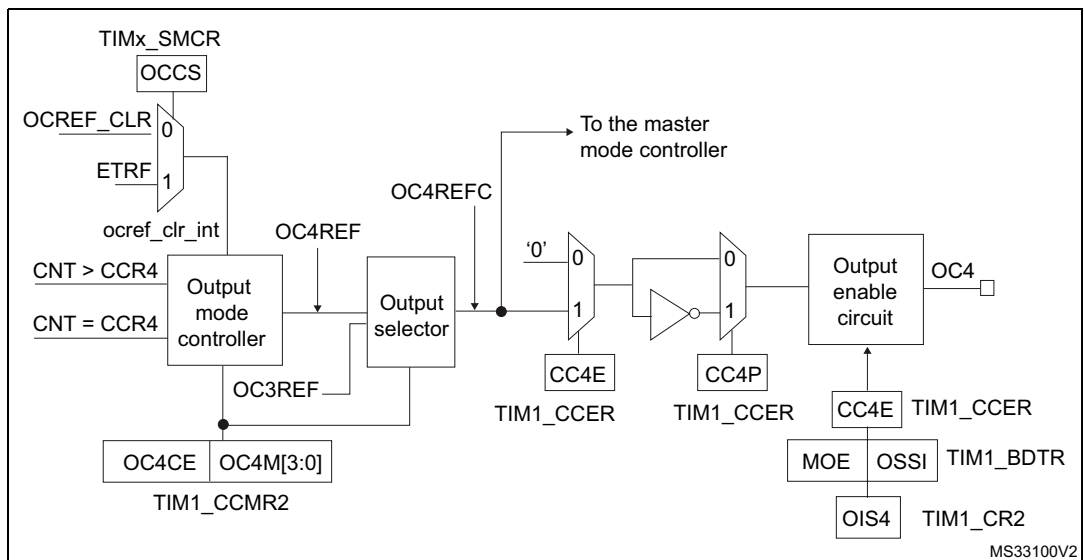 TIMx_SMCR
OCCS
OCREF_CLR
0
ETRF
1
ocref_clr_int
To the master
mode controller
OC4REFC
OC4REF
CNT > CCR4
CNT = CCR4
Output
mode
controller
Output
selector
OC3REF
‘0’
0
1
0
1
Output
enable
circuit
OC4
CC4E
TIM1_CCER
CC4P
TIM1_CCER
CC4E
TIM1_CCER
OC4CE
OC4M[3:0]
TIM1_CCMR2
MOE
OSSI
TIM1_BDTR
OIS4
TIM1_CR2
MS33100V2